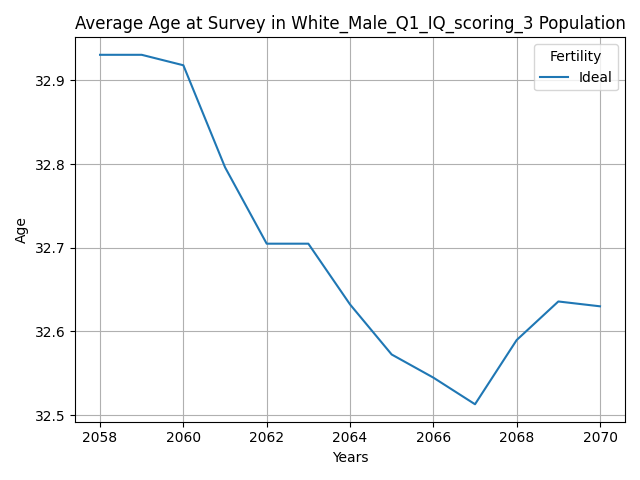 Average Age at Survey in White_Male_Q1_IQ_scoring_3 Population
Fertility
Ideal
Age
32.9
32.8
32.7
32.6
32.5
2058
2060
2062
2064
2066
2068
2070
Years